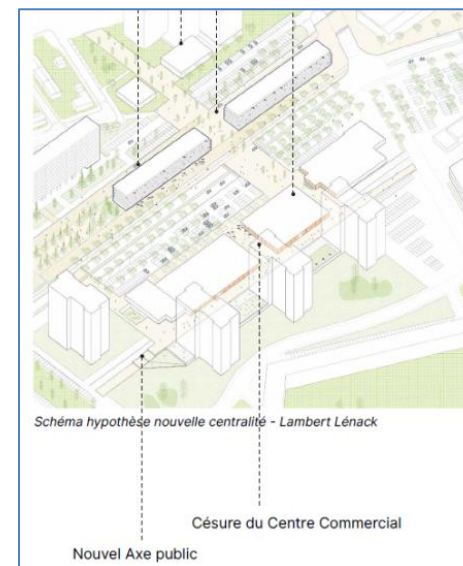 Schéma hypothèse nouvelle centralité - Lambert Lénack
Césure du Centre Commercial
Nouvel Axe public